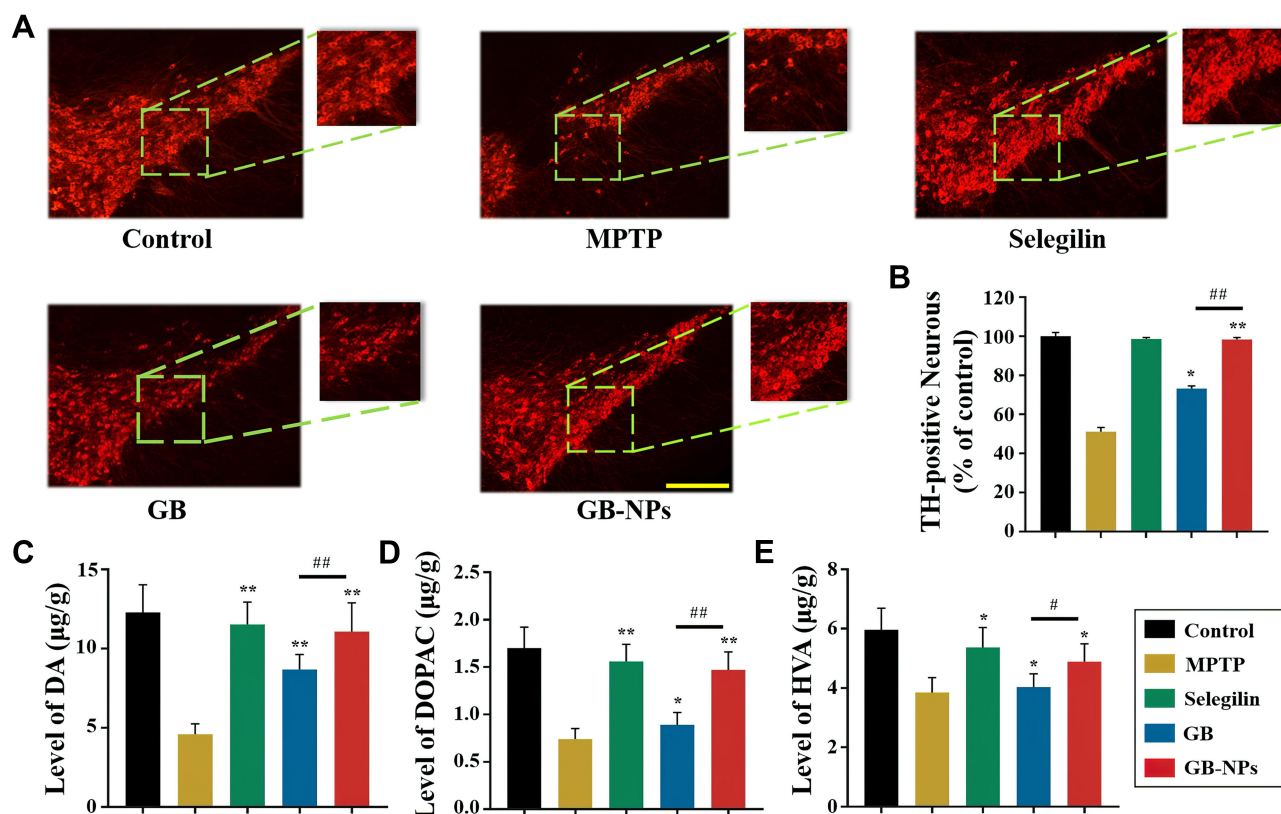 A
Control
MPTP
Selegilin
GB
GB-NPs
B
TH-positive Neurous
(% of control)
120
100
80
60
40
20
0
*
##
**
C
Level of DA (µg/g)
15
10
5
0
**
**
##
**
D
Level of DOPAC (µg/g)
2.5
2.0
1.5
1.0
0.5
0.0
**
*
##
**
E
Level of HVA (µg/g)
8
6
4
2
0
*
*
#
*
Control
MPTP
Selegilin
GB
GB-NPs